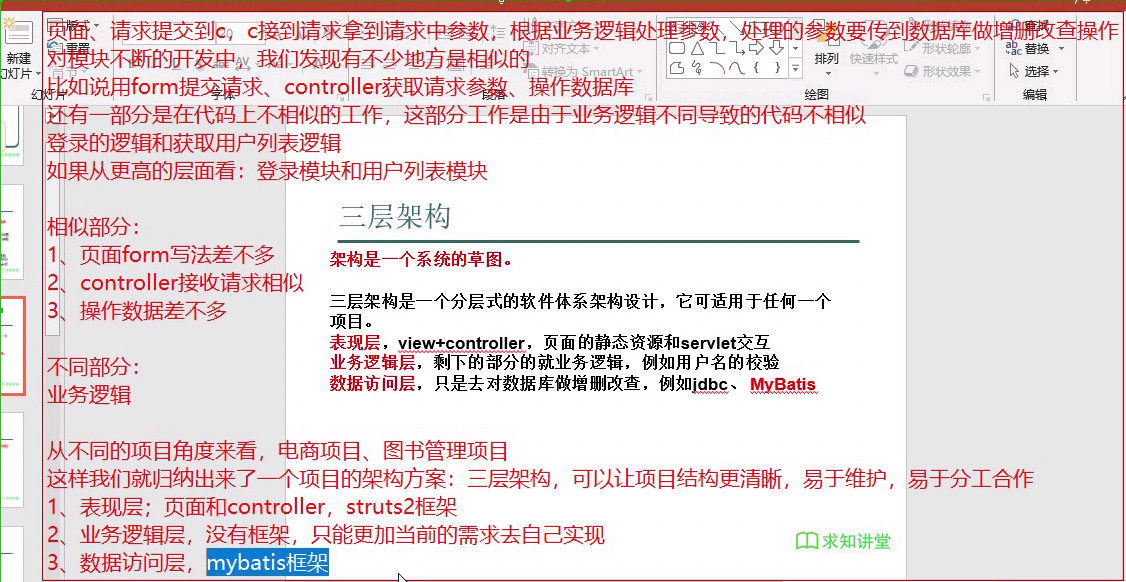 页面、请求提交到c，c接到请求拿到请求中参数，根据业务逻辑处理参数，处理的参数要传到数据库做增删改查操作
对模块不断的开发中，我们发现有不少地方是相似的
比如说用form提交请求、controller获取请求参数、操作数据库
还有一部分是在代码上不相似的工作，这部分工作是由于业务逻辑不同导致的代码不相似
登录的逻辑和获取用户列表逻辑
如果从更高的层面看：登录模块和用户列表模块
相似部分：
1、页面form写法差不多
2、controller接收请求相似
3、操作数据差不多
不同部分：
业务逻辑
从不同的项目角度来看，电商项目、图书管理项目
这样我们就归纳出来了一个项目的架构方案：三层架构，可以让项目结构更清晰，易于维护，易于分工合作
1、表现层；页面和controller，struts2框架
2、业务逻辑层，没有框架，只能更加当前的需求去自己实现
3、数据访问层，mybatis框架
三层架构
架构是一个系统的草图。
三层架构是一个分层式的软件体系架构设计，它可适用于任何一个
项目。
表现层，view+controller，页面的静态资源和servlet交互
业务逻辑层，剩下的部分的就业务逻辑，例如用户名的校验
数据访问层，只是去对数据库做增删改查，例如jdbc、MyBatis
求知讲堂
新建
幻灯片
版式
重置
幻灯片
字体
对齐文本
转换为 SmartArt
段落
排列
快速样式
形状轮廓
形状效果
绘图
替换
选择
编辑